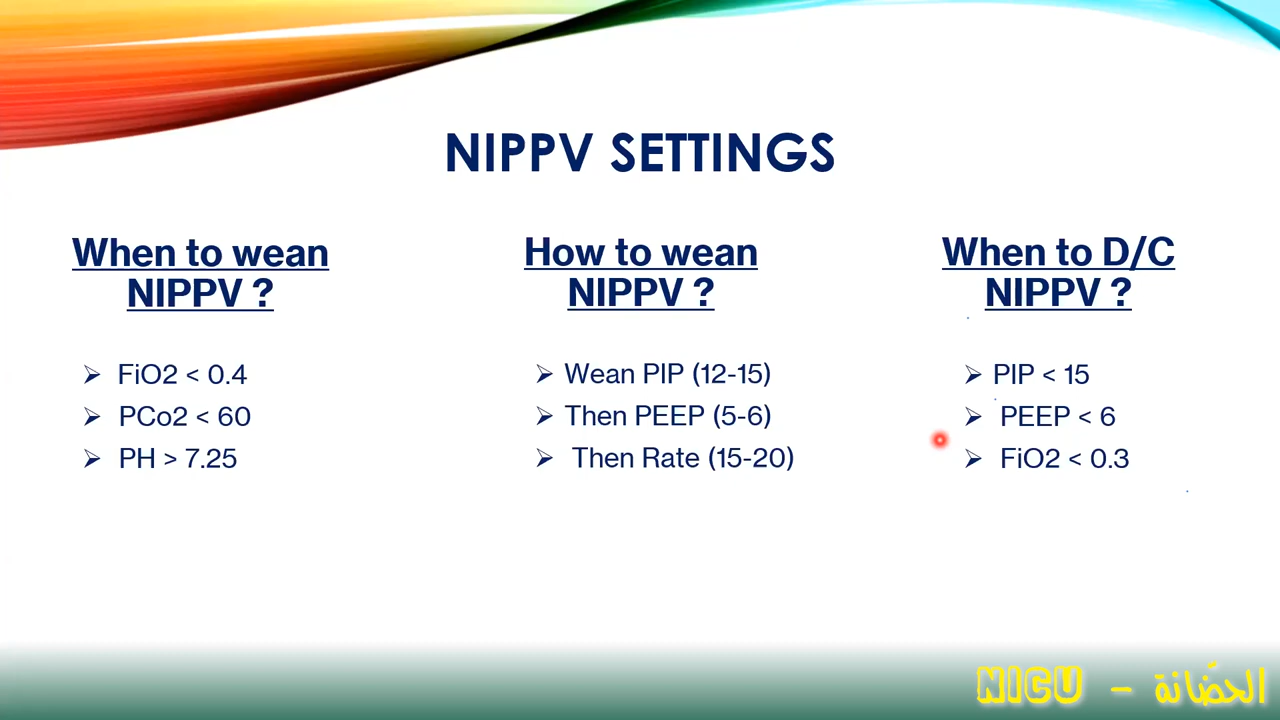 NIPPV SETTINGS
When to wean
NIPPV ?
FiO2 < 0.4
PCo2 < 60
PH > 7.25
How to wean
NIPPV ?
Wean PIP (12-15)
Then PEEP (5-6)
Then Rate (15-20)
When to D/C
NIPPV ?
PIP < 15
PEEP < 6
FiO2 < 0.3
NICU - الحضّانة